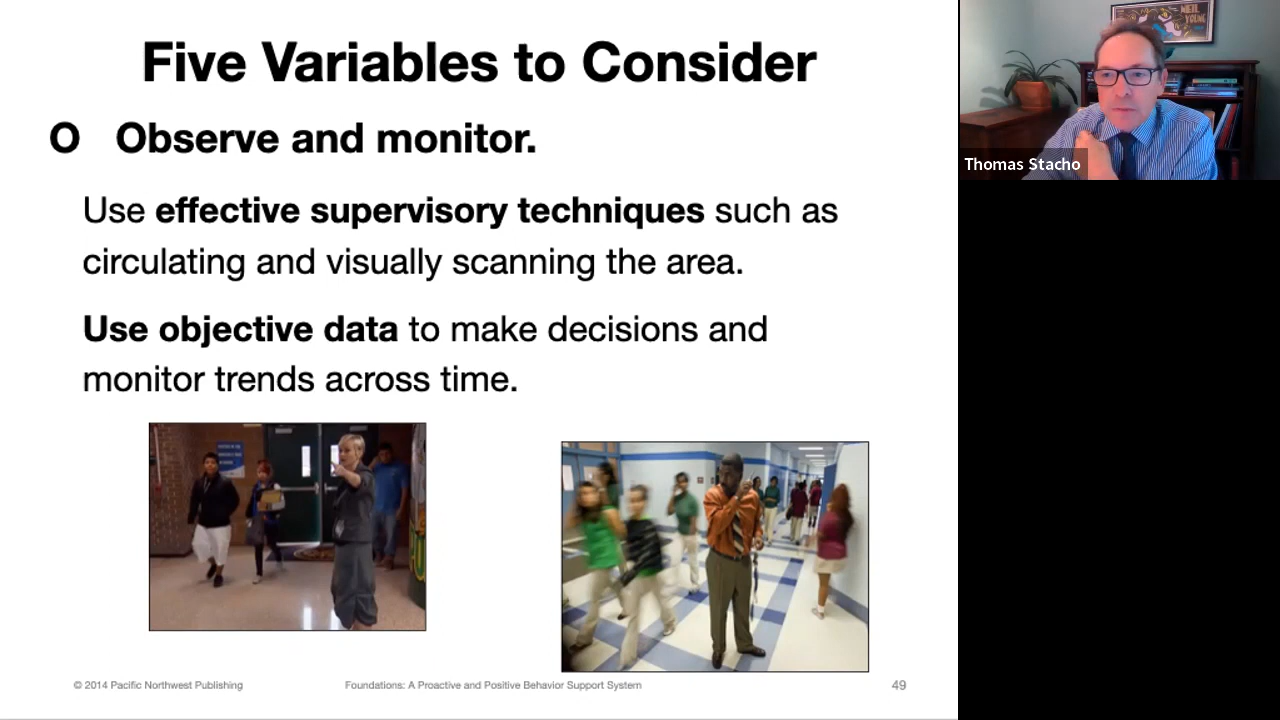 Five Variables to Consider
O Observe and monitor.
Use effective supervisory techniques such as
circulating and visually scanning the area.
Use objective data to make decisions and
monitor trends across time.
© 2014 Pacific Northwest Publishing
Foundations: A Proactive and Positive Behavior Support System
49
NEIL
YOUNG
Thomas Stacho